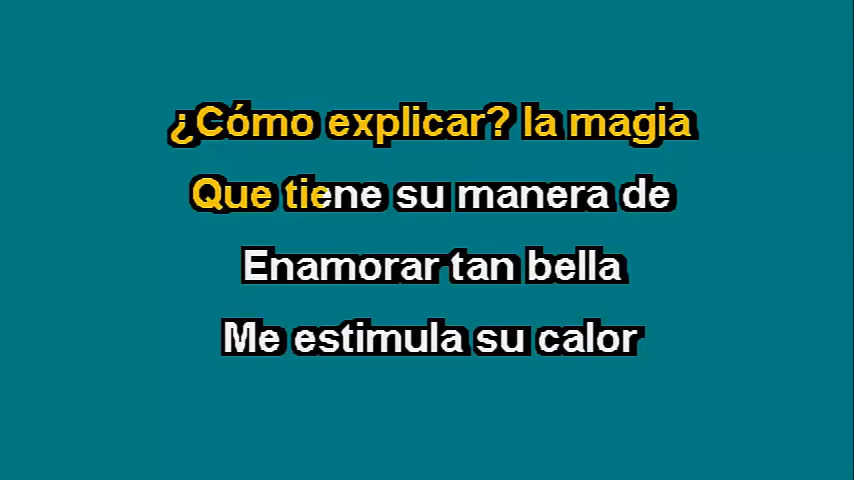 ¿Cómo explicar? la magia
Que tiene su manera de
Enamorar tan bella
Me estimula su calor